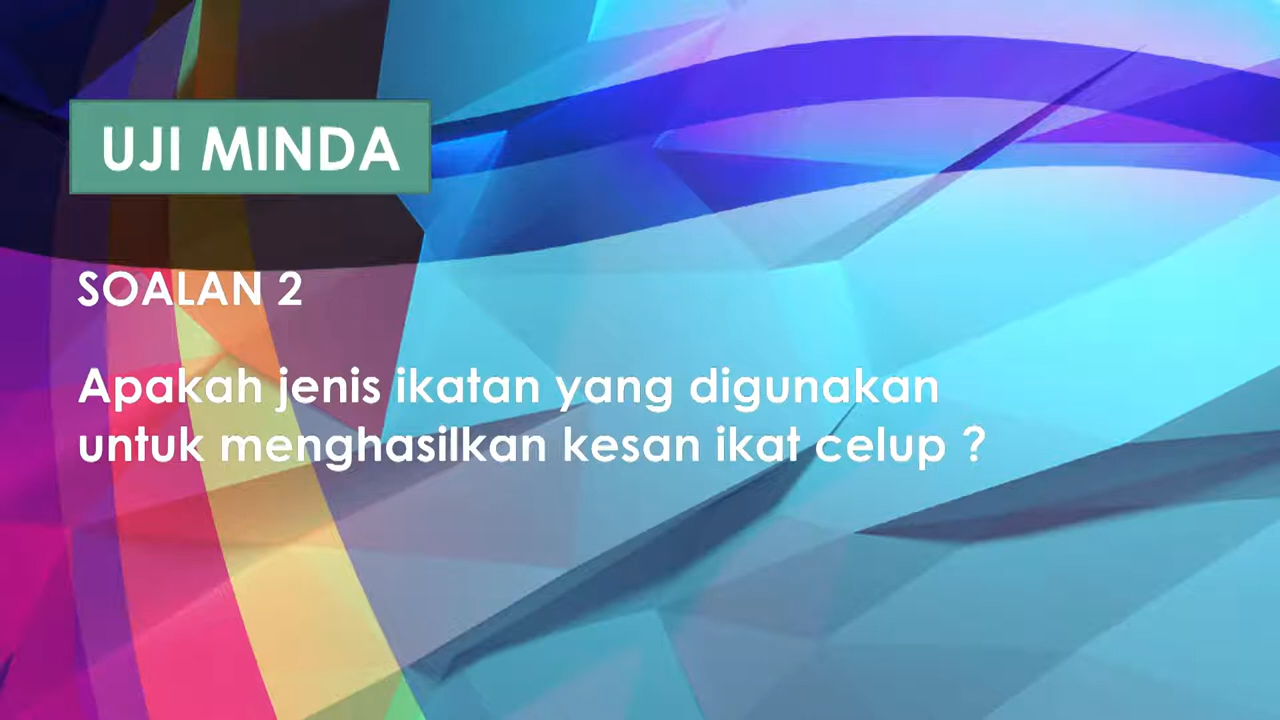 UJI MINDA
SOALAN 2
Apakah jenis ikatan yang digunakan
untuk menghasilkan kesan ikat celup ?